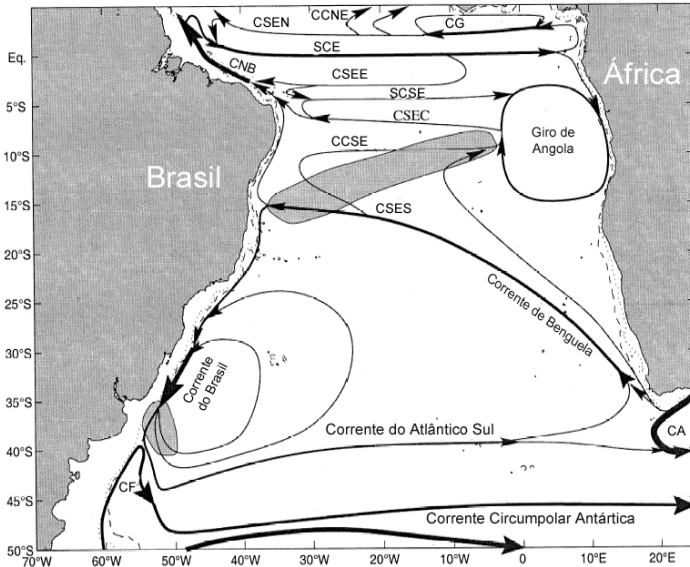 CSEN
CCNE
CG
SCE
Eq.
CNB
CSEE
África
5°S
SCSE
CSEC
Giro de
Angola
CCSE
10°S
Brasil
15°S
CSES
20°S
25°S
Corrente de Benguela
30°S
Corrente
do Brasil
35°S
Corrente do Atlântico Sul
CA
40°S
CF
45°S
Corrente Circumpolar Antártica
50°S
70°W 60°W 50°W 40°W 30°W 20°W 10°W 0 10°E 20°E